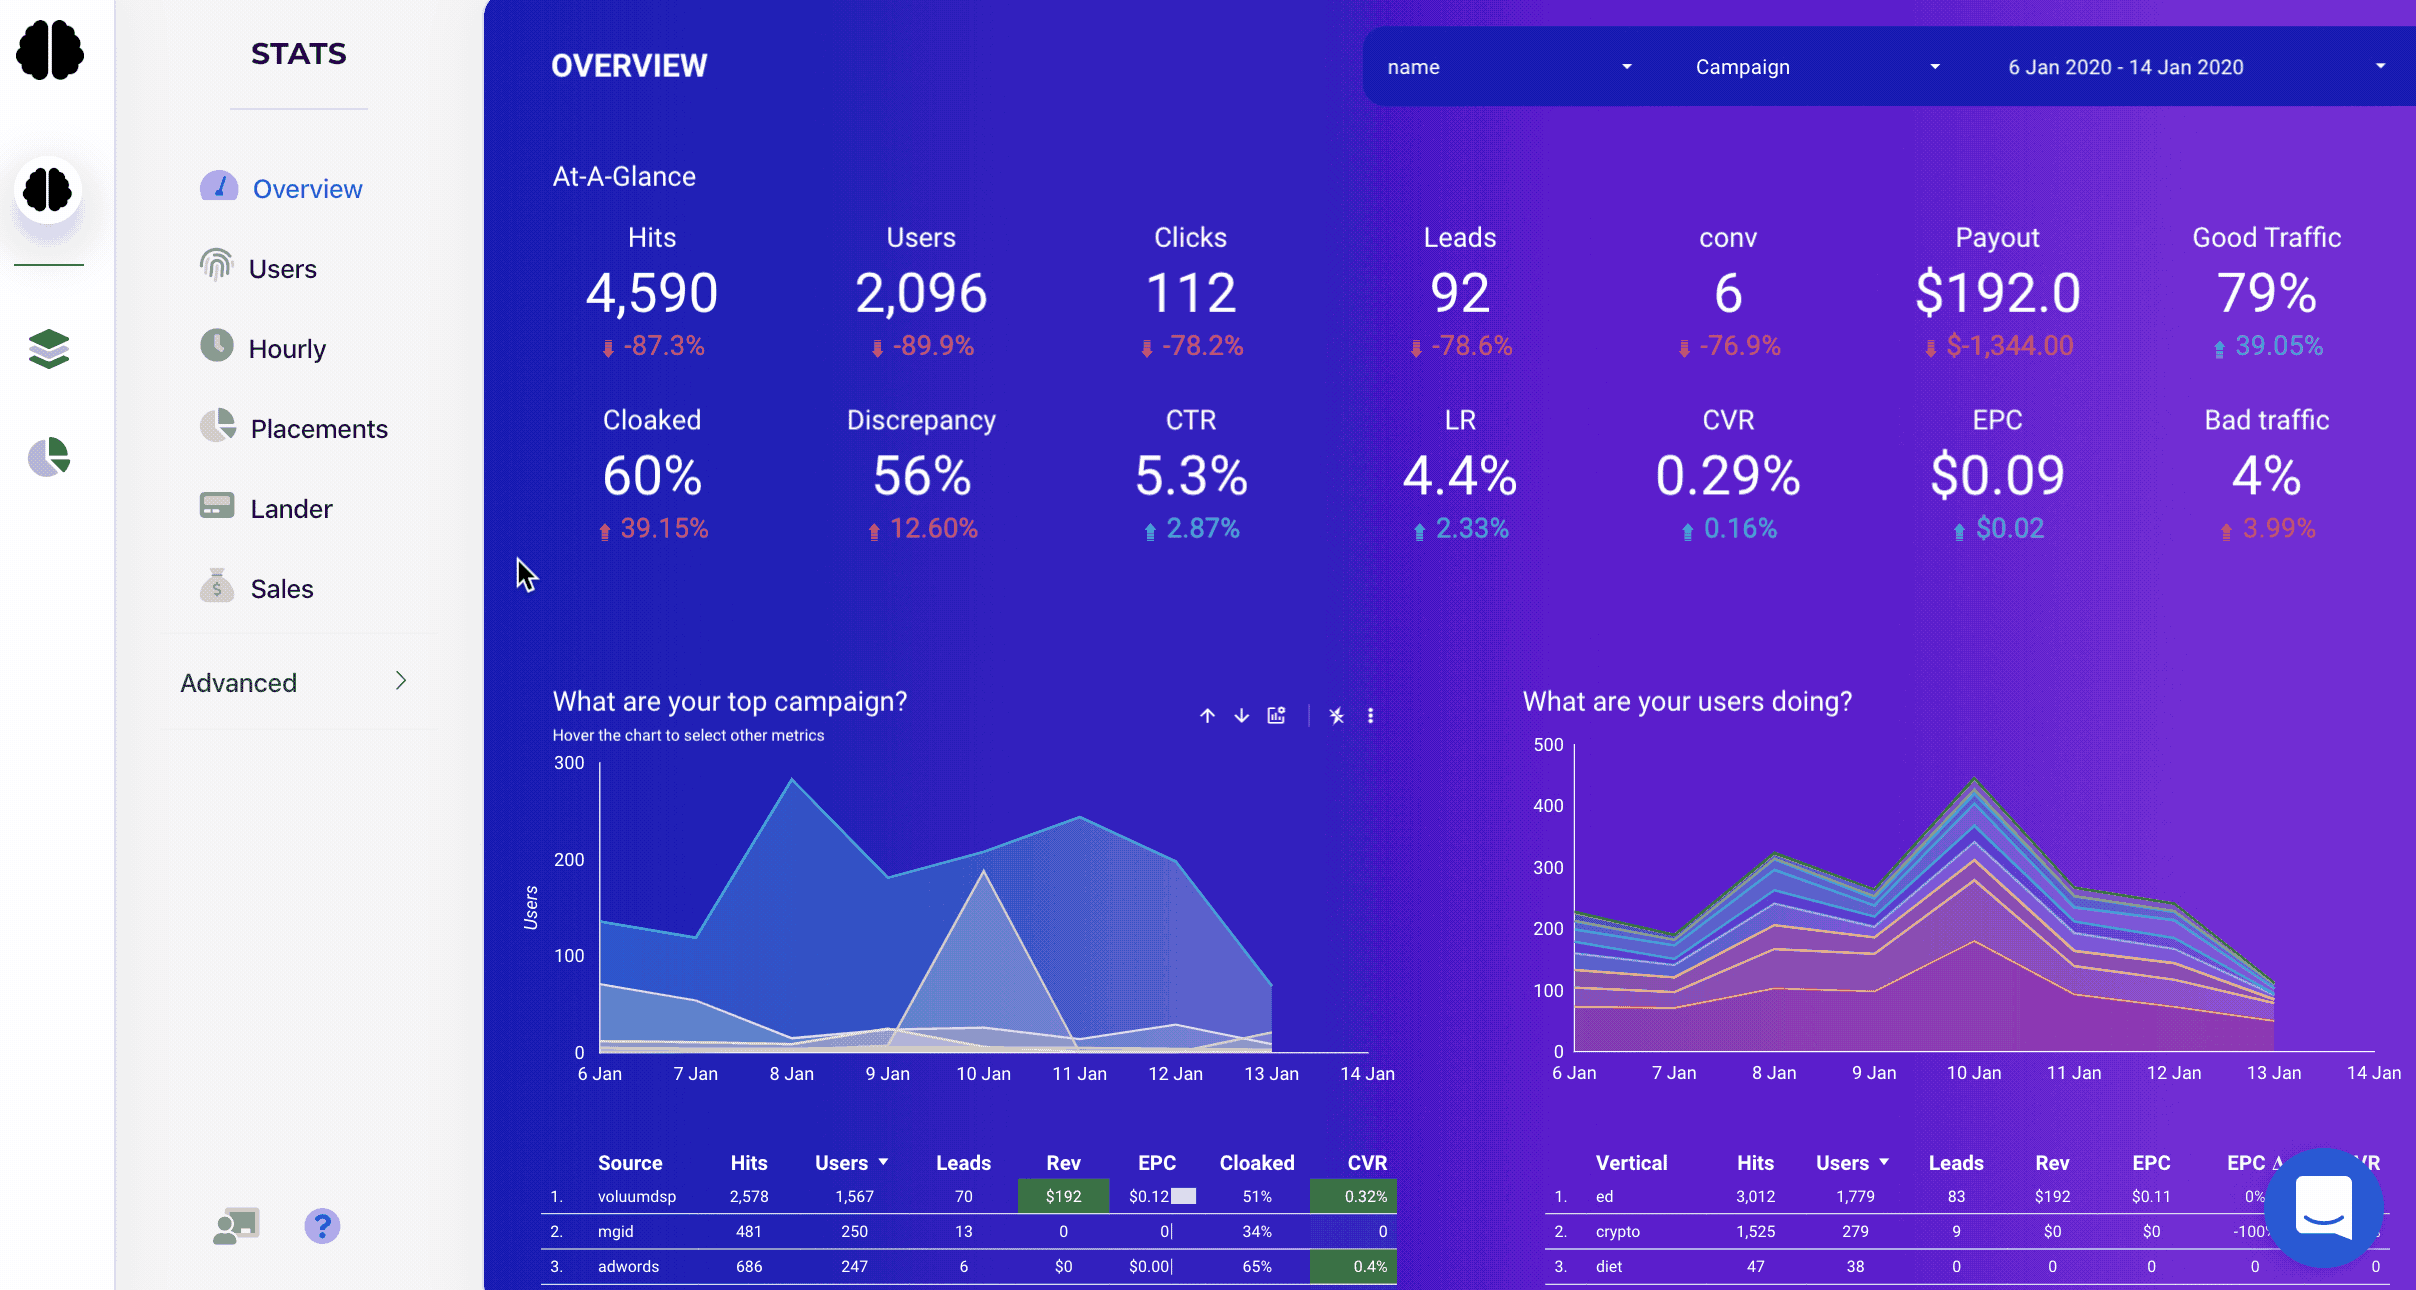 STATS
Overview
Users
Hourly
Placements
Lander
Sales
Advanced
?
OVERVIEW
name Campaign 6 Jan 2020 - 14 Jan 2020
At-A-Glance
Hits Users Clicks Leads conv Payout Good Traffic
4,590 2,096 112 92 6 $192.0 79%
-87.3% -89.9% -78.2% -78.6% -76.9% $-1,344.00 39.05%
Cloaked Discrepancy CTR LR CVR EPC Bad traffic
60% 56% 5.3% 4.4% 0.29% $0.09 4%
39.15% 12.60% 2.87% 2.33% 0.16% $0.02 3.99%
What are your top campaign?
Hover the chart to select other metrics
300
200
100
0
Users
6 Jan 7 Jan 8 Jan 9 Jan 10 Jan 11 Jan 12 Jan 13 Jan 14 Jan
What are your users doing?
500
400
300
200
100
0
6 Jan 7 Jan 8 Jan 9 Jan 10 Jan 11 Jan 12 Jan 13 Jan 14 Jan
Source Hits Users Leads Rev EPC Cloaked CVR
1. voluumdsp 2,578 1,567 70 $192 $0.12 51% 0.32%
2. mgid 481 250 13 0 0 34% 0
3. adwords 686 247 6 $0 $0.00 65% 0.4%
Vertical Hits Users Leads Rev EPC EPC Δ
1. ed 3,012 1,779 83 $192 $0.11 0%
2. crypto 1,525 279 9 $0 $0
3. diet 47 38 0 0 0 0 0